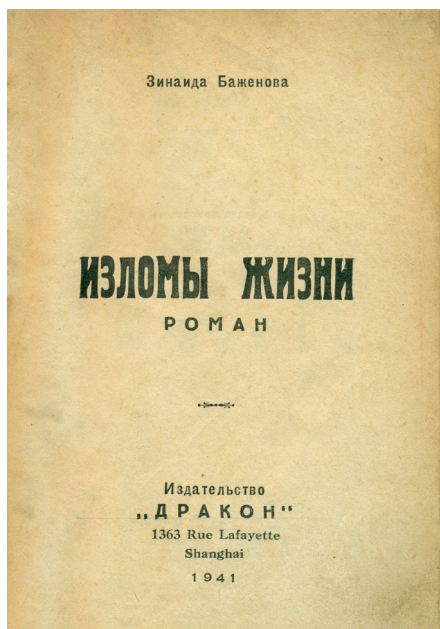 Зинаида Баженова
ИЗЛОМЫ ЖИЗНИ
РОМАН
Издательство
„ДРАКОН“
1363 Rue Lafayette
Shanghai
1941